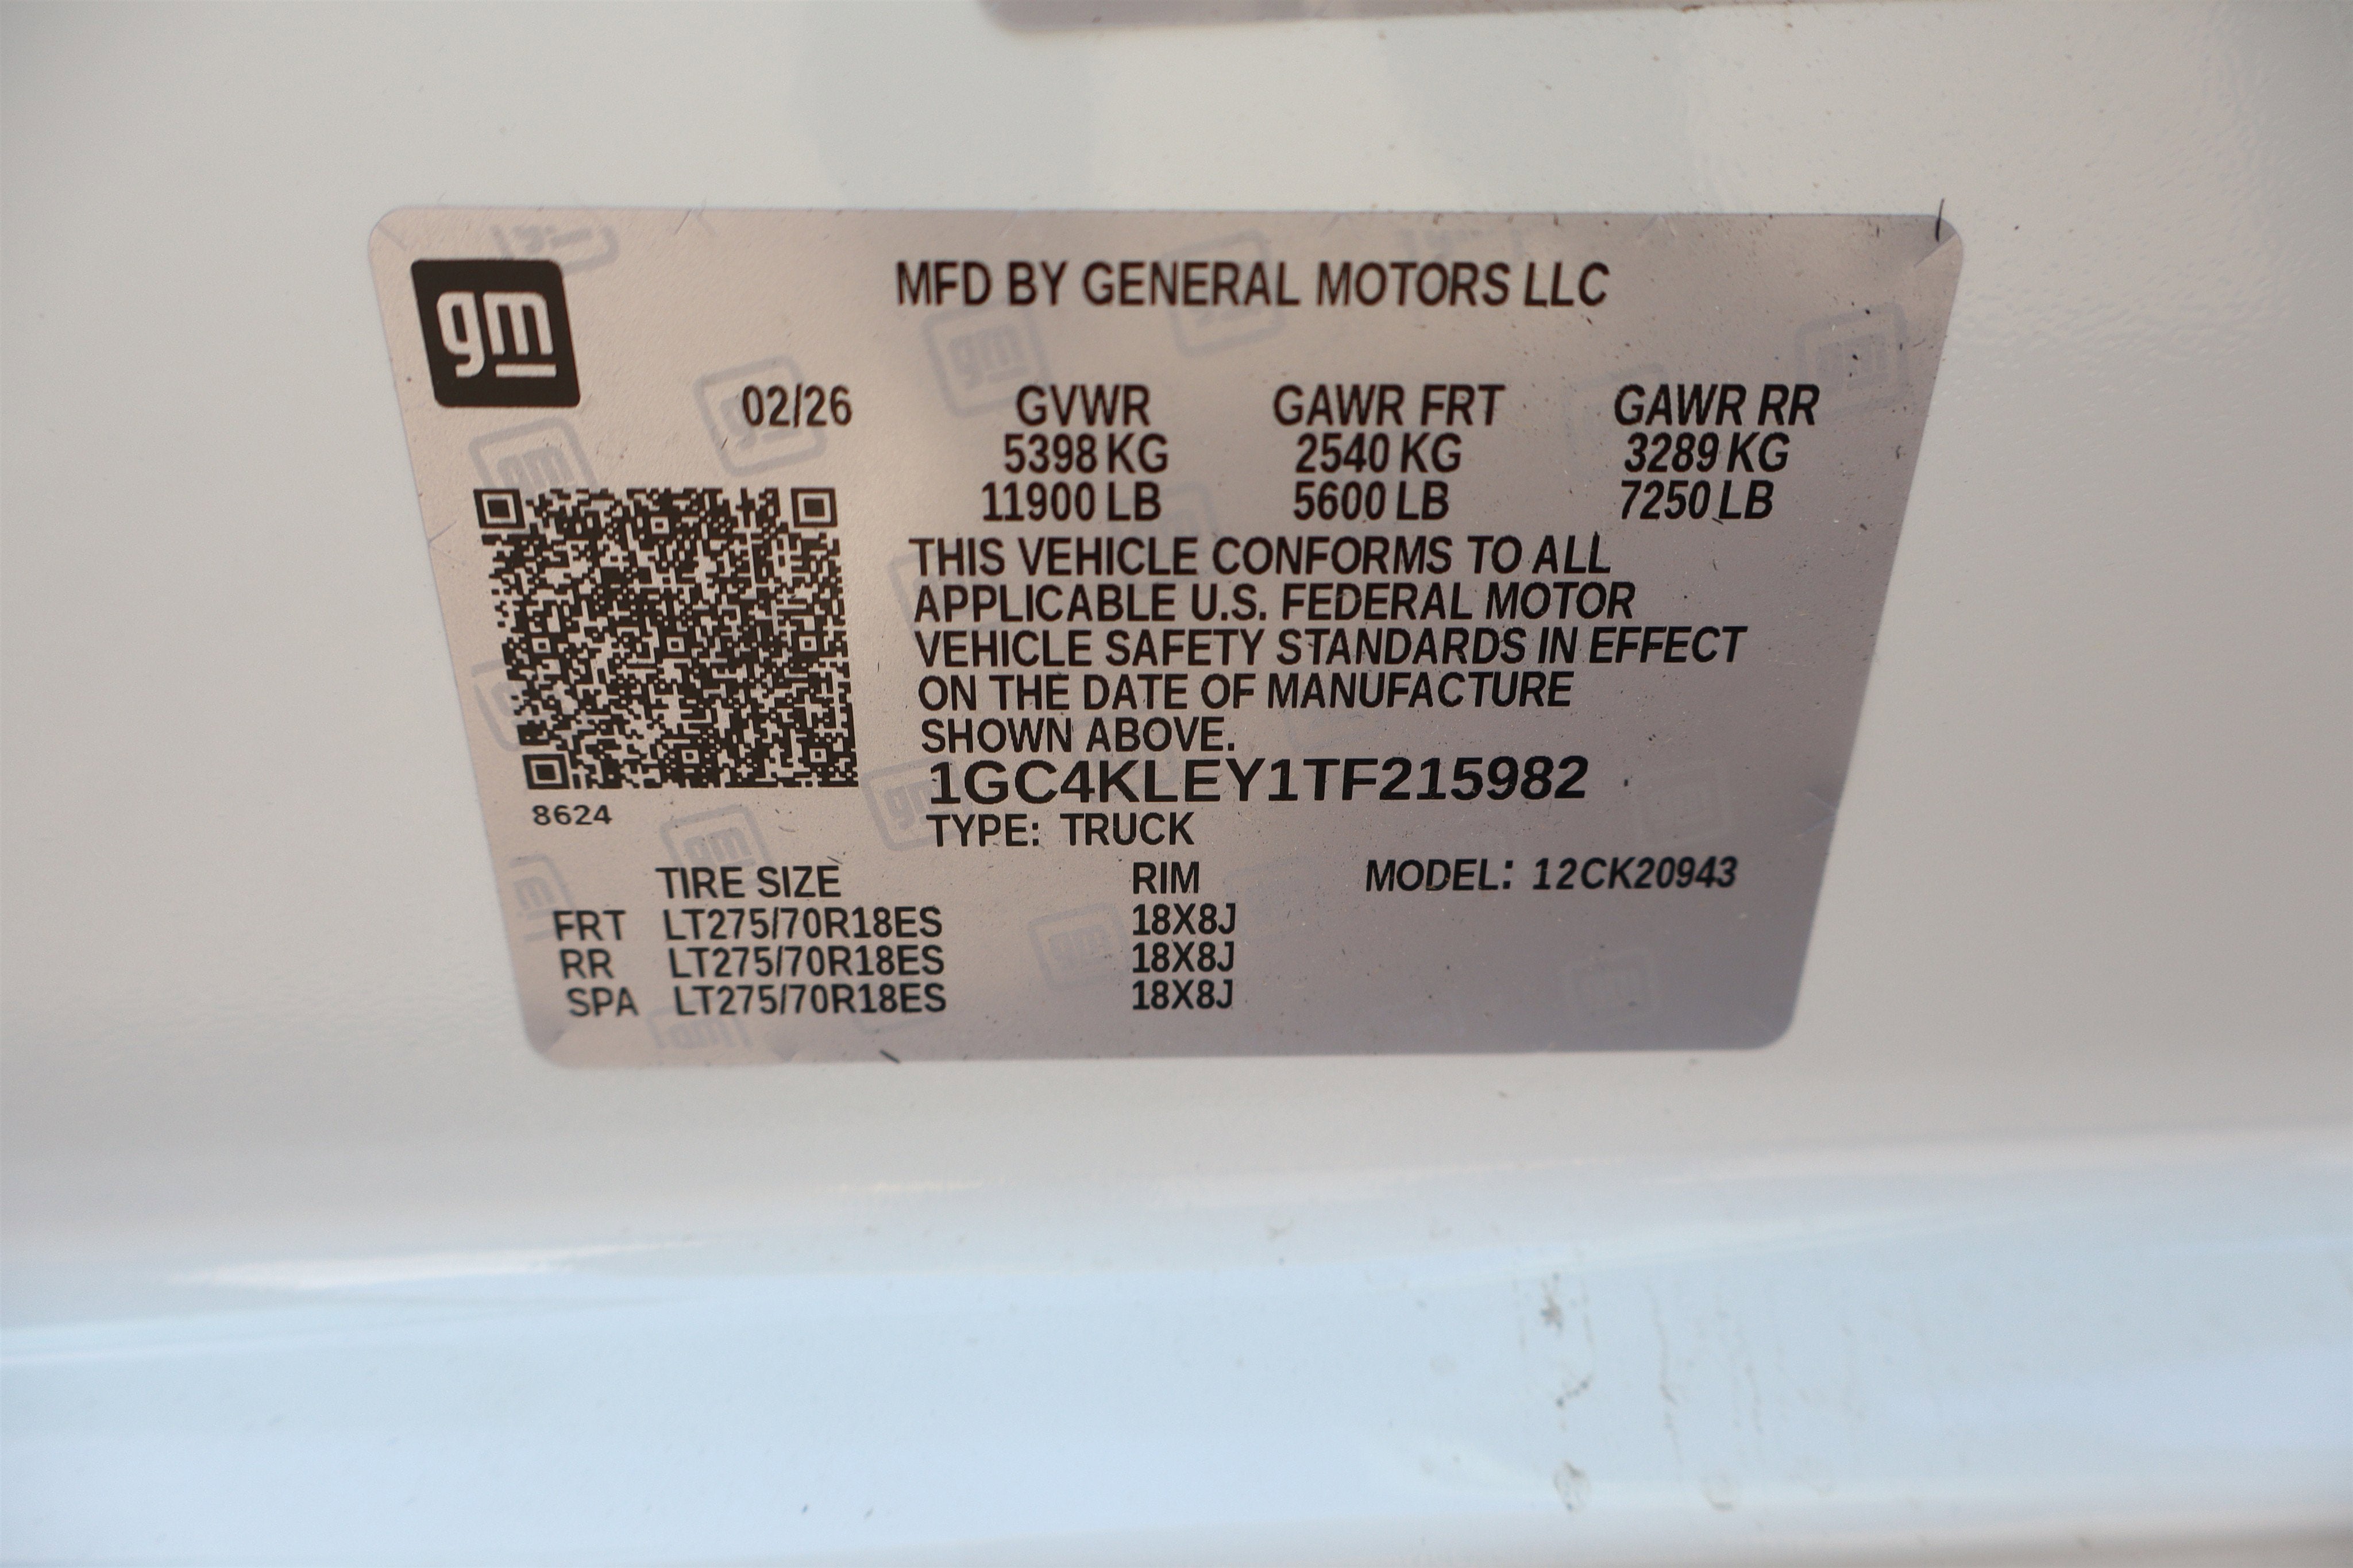 gm
MFD BY GENERAL MOTORS LLC
02/26 GVWR GAWR FRT GAWR RR
5398 KG 2540 KG 3289 KG
11900 LB 5600 LB 7250 LB
THIS VEHICLE CONFORMS TO ALL
APPLICABLE U.S. FEDERAL MOTOR
VEHICLE SAFETY STANDARDS IN EFFECT
ON THE DATE OF MANUFACTURE
SHOWN ABOVE.
1GC4KLEY1TF215982
8624
TYPE: TRUCK
TIRE SIZE RIM MODEL: 12CK20943
FRT LT275/70R18ES 18X8J
RR LT275/70R18ES 18X8J
SPA LT275/70R18ES 18X8J